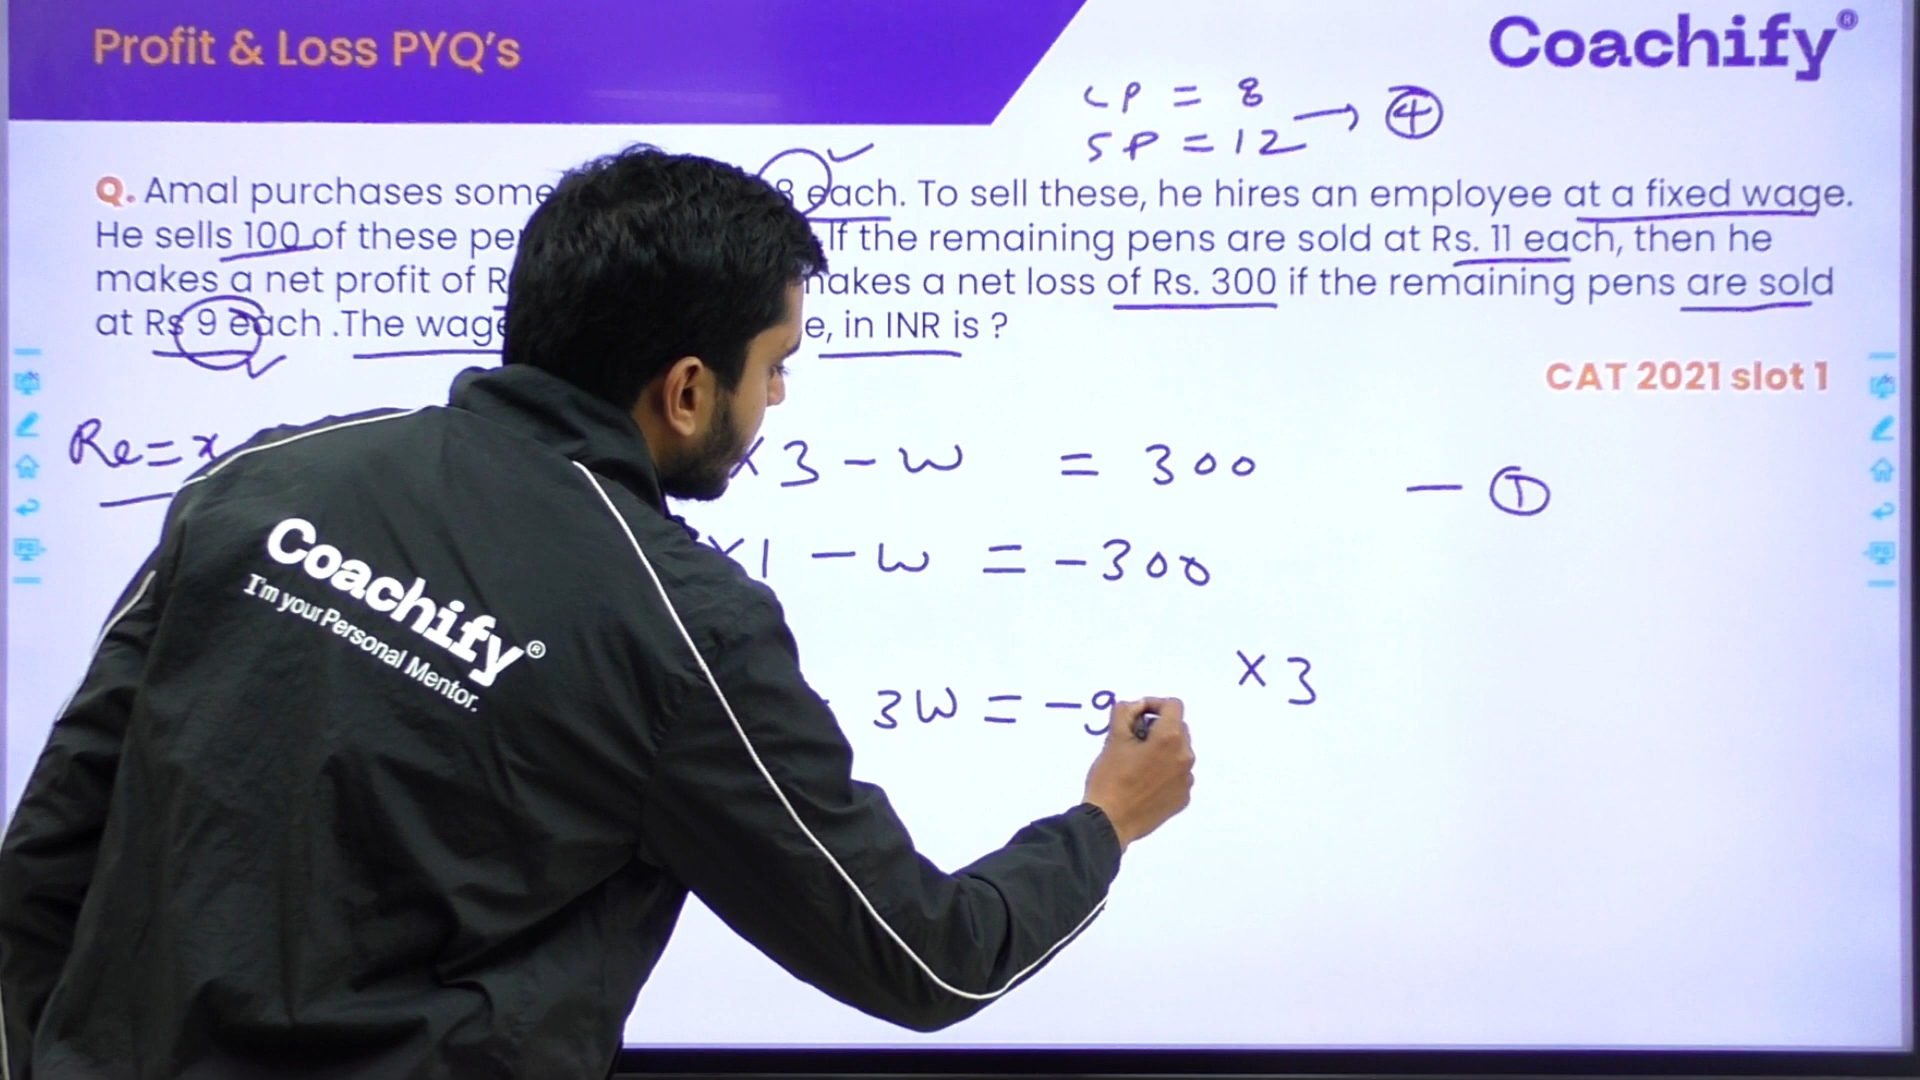 Profit & Loss PYQ's
Coachify®
CP = 8
SP = 12 → 4
Q. Amal purchases some 8 each. To sell these, he hires an employee at a fixed wage.
He sells 100 of these If the remaining pens are sold at Rs. 11 each, then he
makes a net profit of makes a net loss of Rs. 300 if the remaining pens are sold
at Rs 9 each .The in INR is ?
CAT 2021 slot 1
Re = x
x 3 - W = 300 - 1
x 1 - W = -300
x 3
3W = -9
Coachify®
I'm your Personal Mentor.